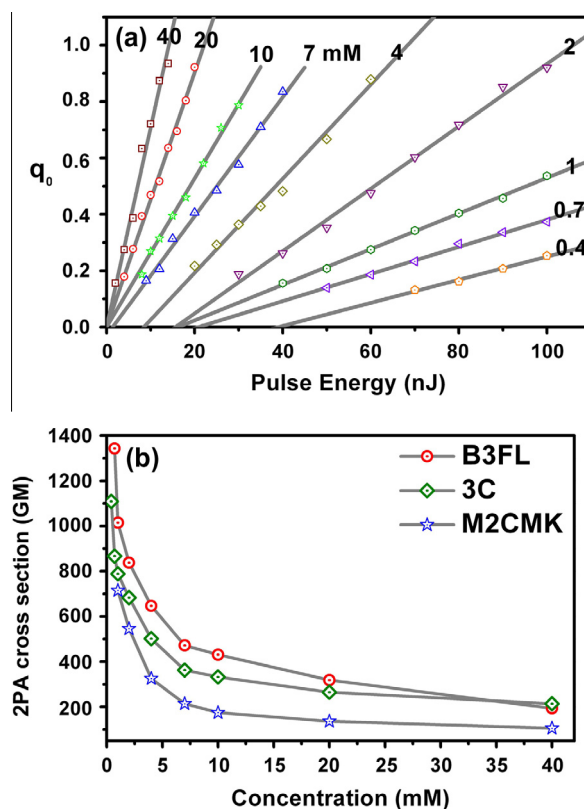 (a)
40 20 10 7 mM 4 2
1
0.7
0.4
q0
1.0
0.8
0.6
0.4
0.2
0.0
0 20 40 60 80 100
Pulse Energy (nJ)
(b)
B3FL
3C
M2CMK
2PA cross section (GM)
1400
1200
1000
800
600
400
200
0 5 10 15 20 25 30 35 40
Concentration (mM)